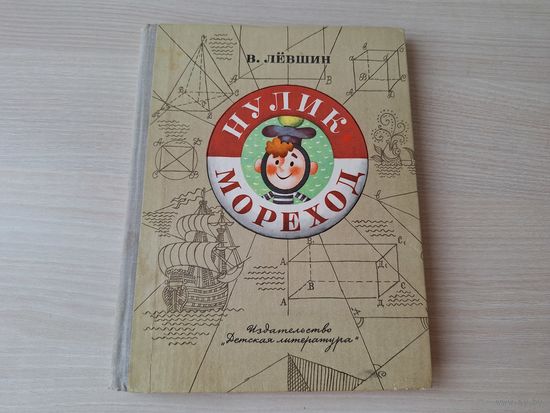 В. ЛЁВШИН
НУЛИК
МОРЕХОД
Издательство
„Детская литература"